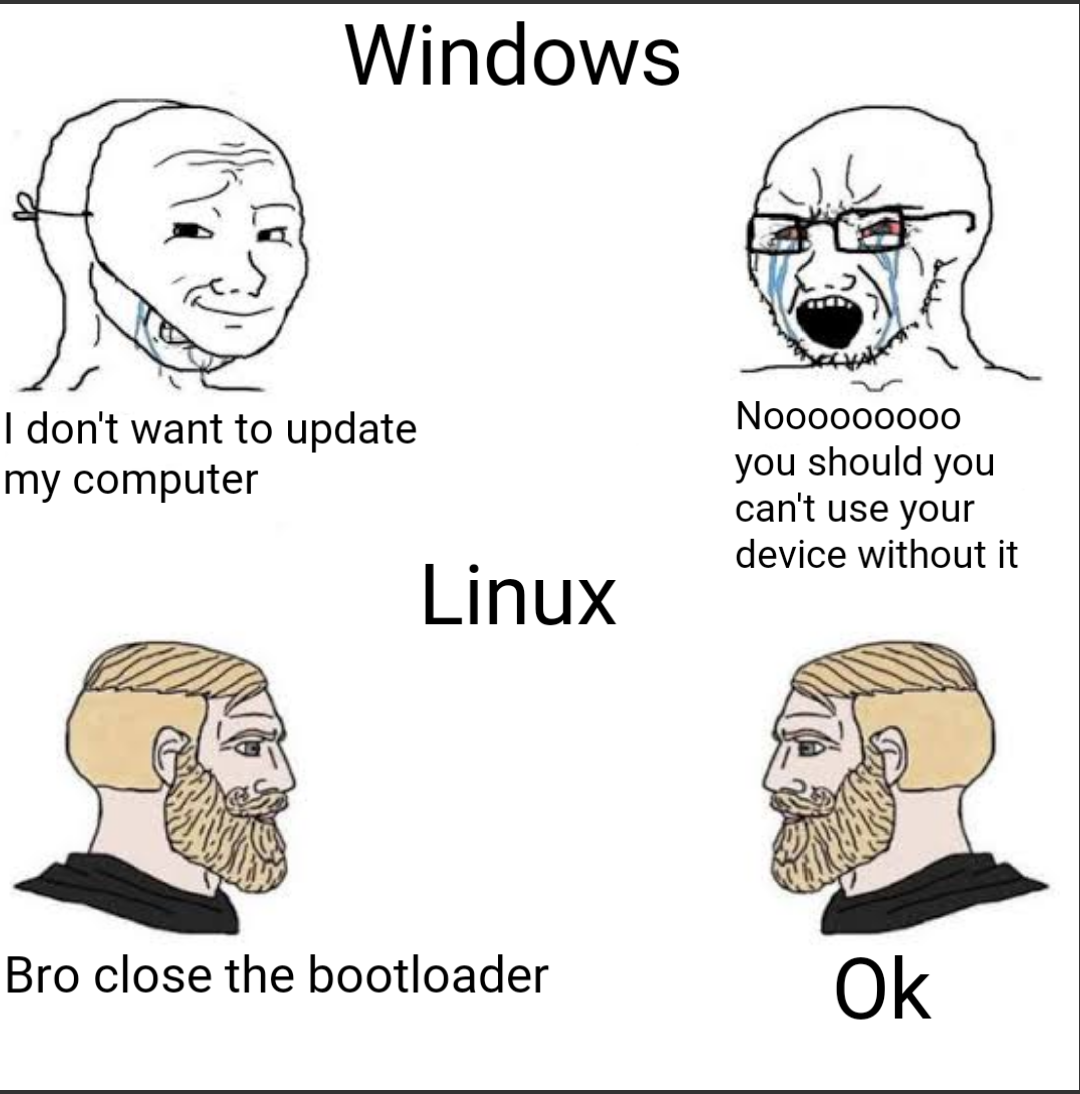 Windows
I don't want to update
my computer
Nooooooooo
you should you
can't use your
device without it
Linux
Bro close the bootloader
Ok